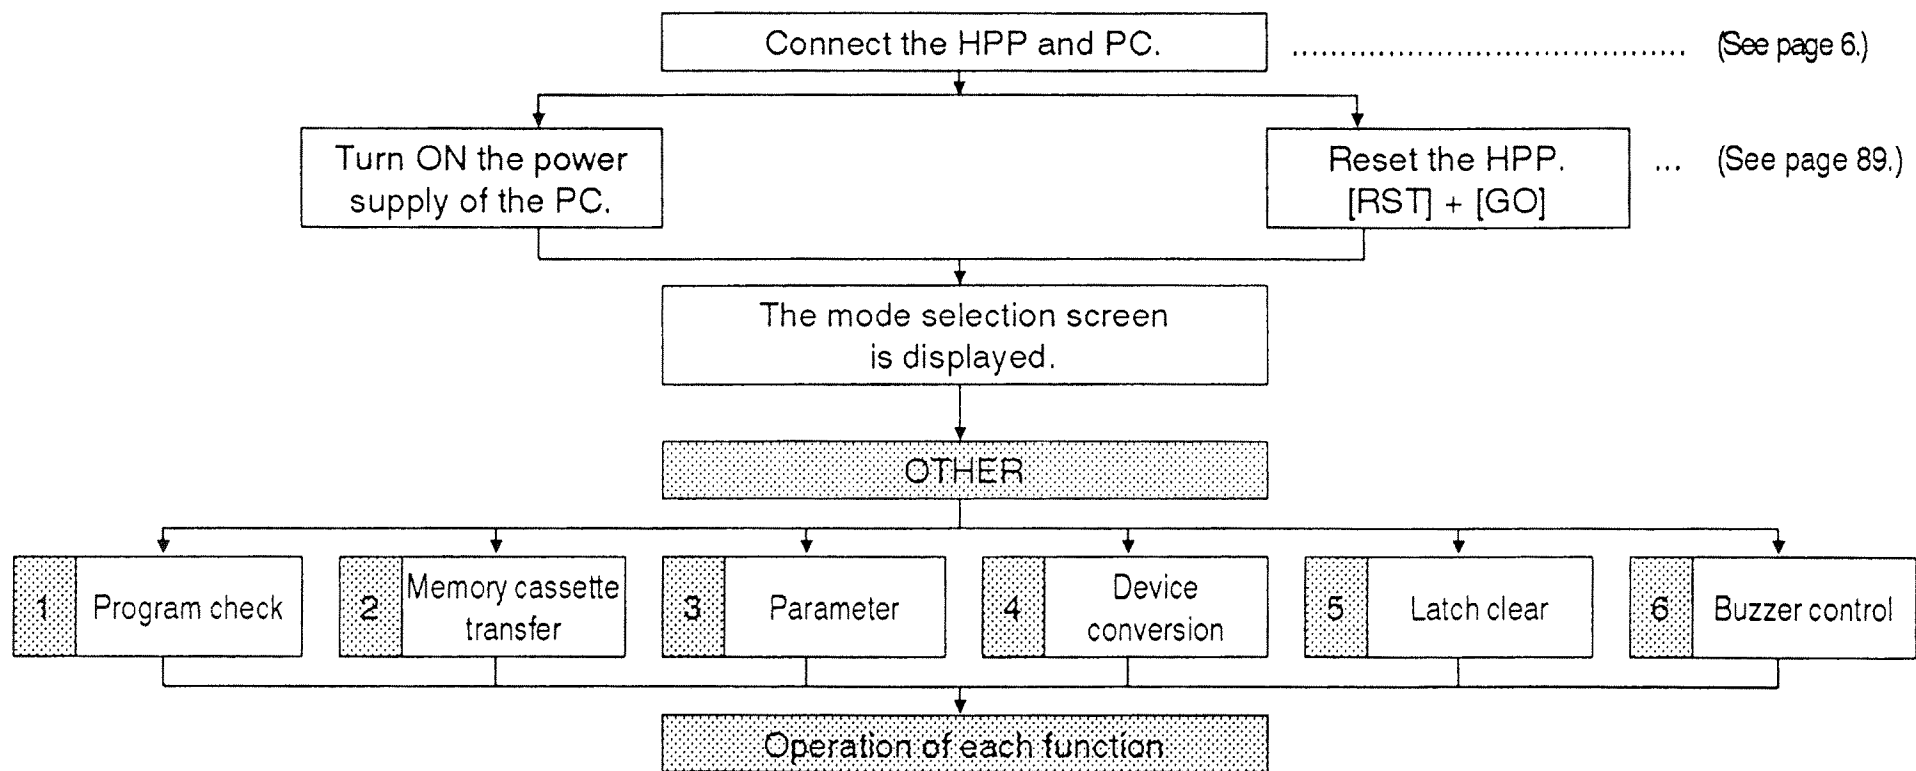 Connect the HPP and PC.
....................................... (See page 6.)
Turn ON the power
supply of the PC.
Reset the HPP.
[RST] + [GO]
... (See page 89.)
The mode selection screen
is displayed.
OTHER
1 Program check
2 Memory cassette
transfer
3 Parameter
4 Device
conversion
5 Latch clear
6 Buzzer control
Operation of each function